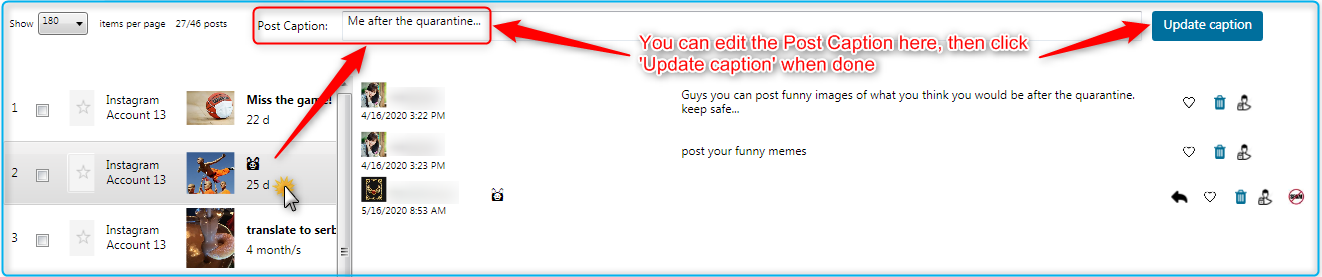 Show 180 items per page 27/46 posts
Post Caption: Me after the quarantine...
Update caption
You can edit the Post Caption here, then click
'Update caption' when done
1 Instagram
Account 13
Miss the game!
22 d
4/16/2020 3:22 PM
Guys you can post funny images of what you think you would be after the quarantine.
keep safe...
2 Instagram
Account 13
25 d
4/16/2020 3:23 PM
post your funny memes
5/16/2020 8:53 AM
SPAM
3 Instagram
Account 13
translate to serb
4 month/s